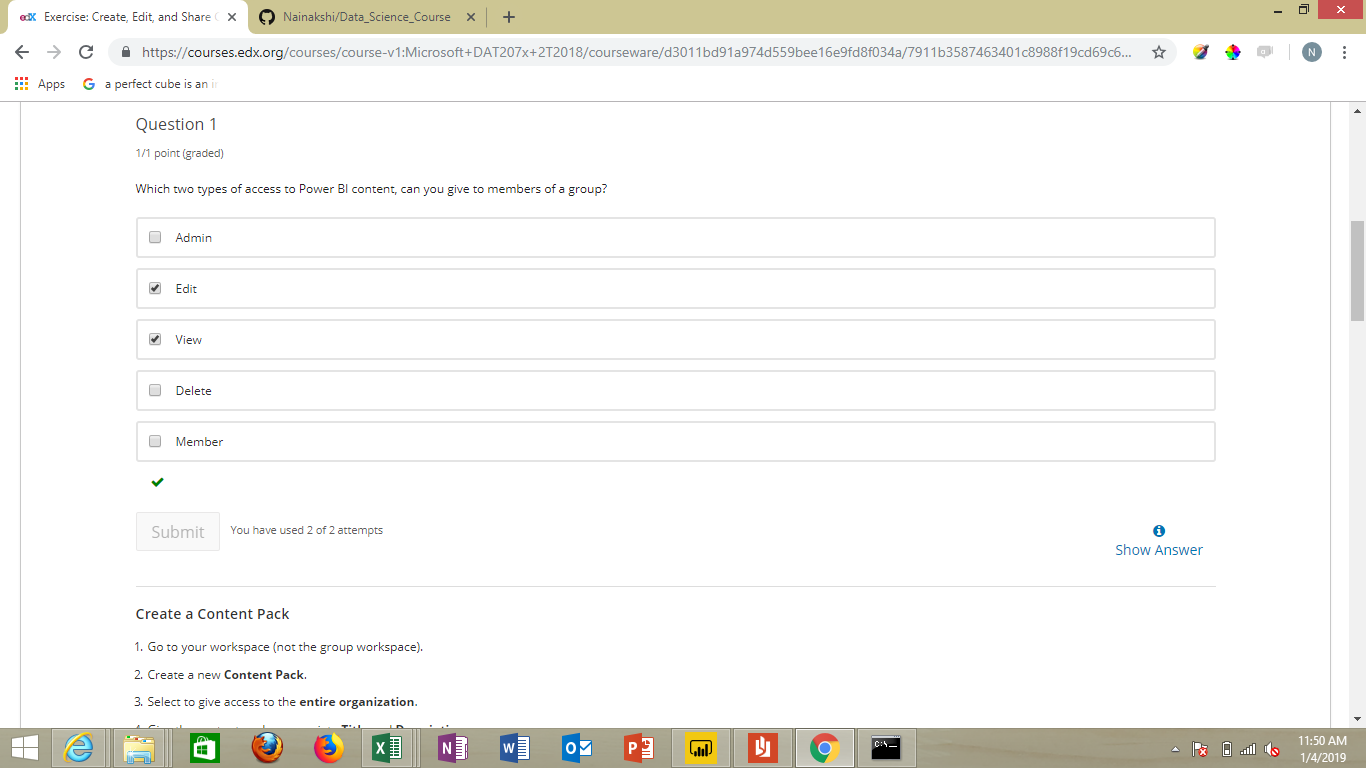 edX Exercise: Create, Edit, and Share
Nainakshi/Data_Science_Course
https://courses.edx.org/courses/course-v1:Microsoft+DAT207x+2T2018/courseware/d3011bd91a974d559bee16e9fd8f034a/7911b3587463401c8988f19cd69c6...
N
Apps
G a perfect cube is an i
Question 1
1/1 point (graded)
Which two types of access to Power BI content, can you give to members of a group?
Admin
Edit
View
Delete
Member
Submit
You have used 2 of 2 attempts
Show Answer
Create a Content Pack
1. Go to your workspace (not the group workspace).
2. Create a new Content Pack.
3. Select to give access to the entire organization.
11:50 AM
1/4/2019